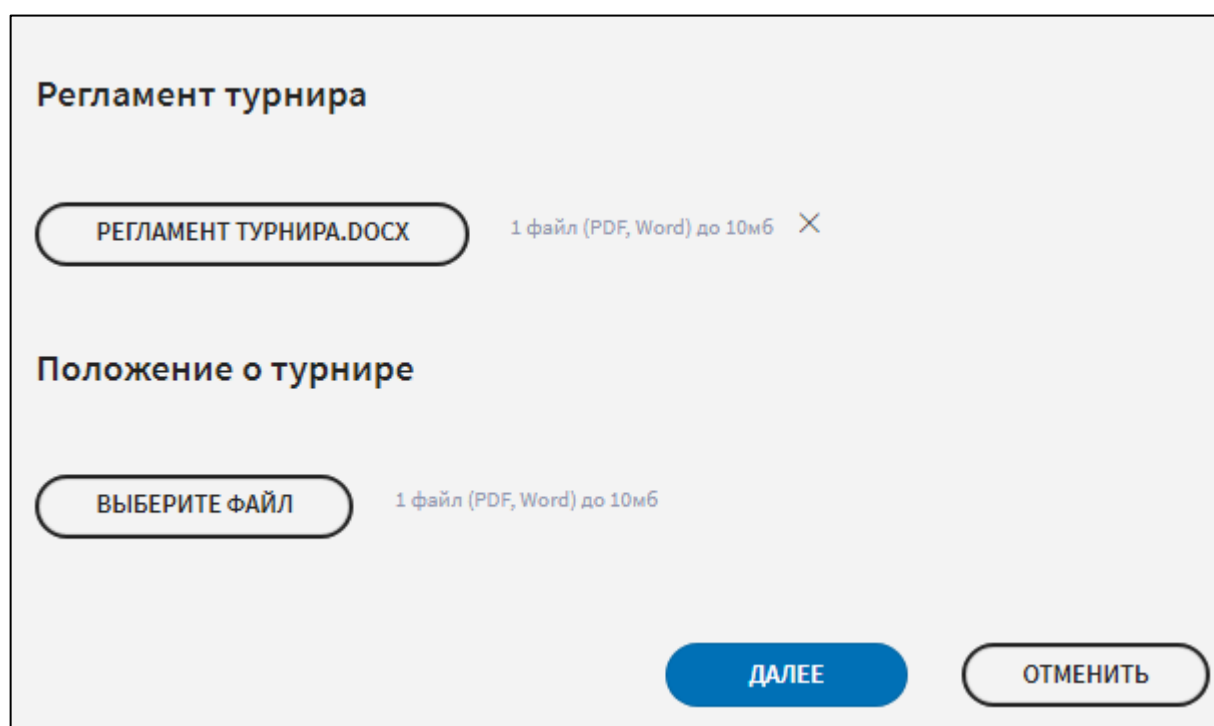 Регламент турнира
РЕГЛАМЕНТ ТУРНИРА.DOCX 1 файл (PDF, Word) до 10мб
Положение о турнире
ВЫБЕРИТЕ ФАЙЛ 1 файл (PDF, Word) до 10мб
ДАЛЕЕ ОТМЕНИТЬ